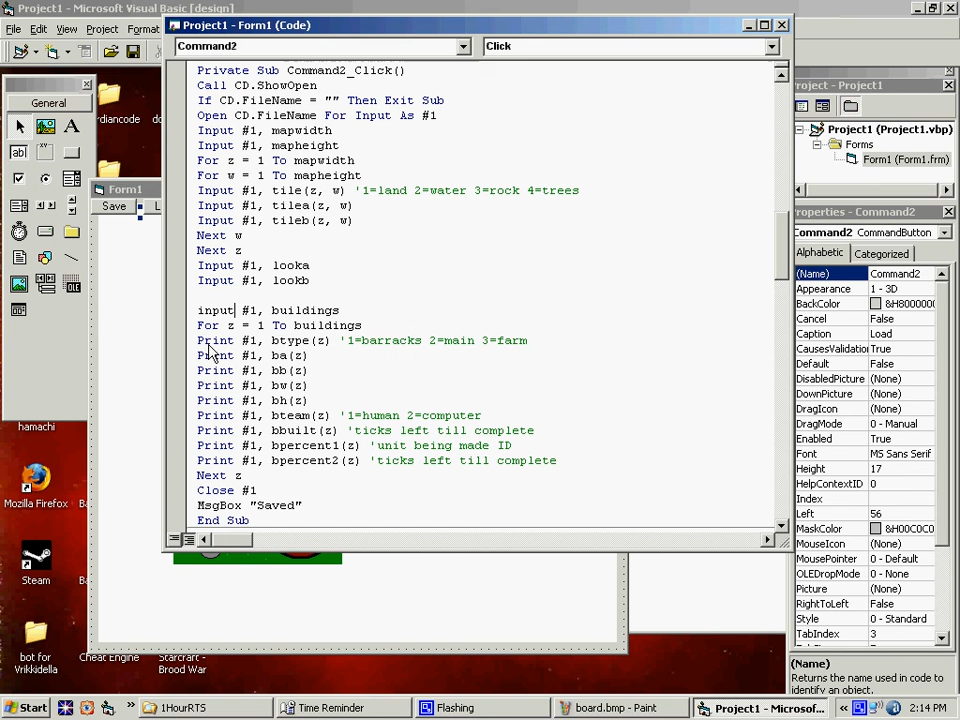 Project1 - Microsoft Visual Basic [design]
File Edit View Project Format
Project1 - Form1 (Code)
Command2
Click
Private Sub Command2_Click()
Call CD.ShowOpen
If CD.FileName = "" Then Exit Sub
Open CD.FileName For Input As #1
Input #1, mapwidth
Input #1, mapheight
For z = 1 To mapwidth
For w = 1 To mapheight
Input #1, tile(z, w) '1=land 2=water 3=rock 4=trees
Input #1, tilea(z, w)
Input #1, tileb(z, w)
Next w
Next z
Input #1, looka
Input #1, lookb
input #1, buildings
For z = 1 To buildings
Print #1, btype(z) '1=barracks 2=main 3=farm
Print #1, ba(z)
Print #1, bb(z)
Print #1, bw(z)
Print #1, bh(z)
Print #1, bteam(z) '1=human 2=computer
Print #1, bbuilt(z) 'ticks left till complete
Print #1, bpercent1(z) 'unit being made ID
Print #1, bpercent2(z) 'ticks left till complete
Next z
Close #1
MsgBox "Saved"
End Sub
General
A
ab|
OLE
rdiancode
do
Form1
Save
L
hamachi
Mozilla Firefox
Ba
Steam
Ba
bot for
Vrikkidella
Cheat Engine
Starcraft -
Brood War
Project - Project1
Project1 (Project1.vbp)
Forms
Form1 (Form1.frm)
Properties - Command2
Command2 CommandButton
Alphabetic Categorized
(Name) Command2
Appearance 1 - 3D
BackColor &H800000
Cancel False
Caption Load
CausesValidation True
Default False
DisabledPicture (None)
DownPicture (None)
DragIcon (None)
DragMode 0 - Manual
Enabled True
Font MS Sans Serif
Height 17
HelpContextID 0
Index
Left 56
MaskColor &H00C0C0
MouseIcon (None)
MousePointer 0 - Default
OLEDropMode 0 - None
Picture (None)
RightToLeft False
Style 0 - Standard
TabIndex 3
(Name)
Returns the name used in code to
identify an object.
Start
1HourRTS
Time Reminder
Flashing
board.bmp - Paint
Project1 - Microsof...
2:14 PM